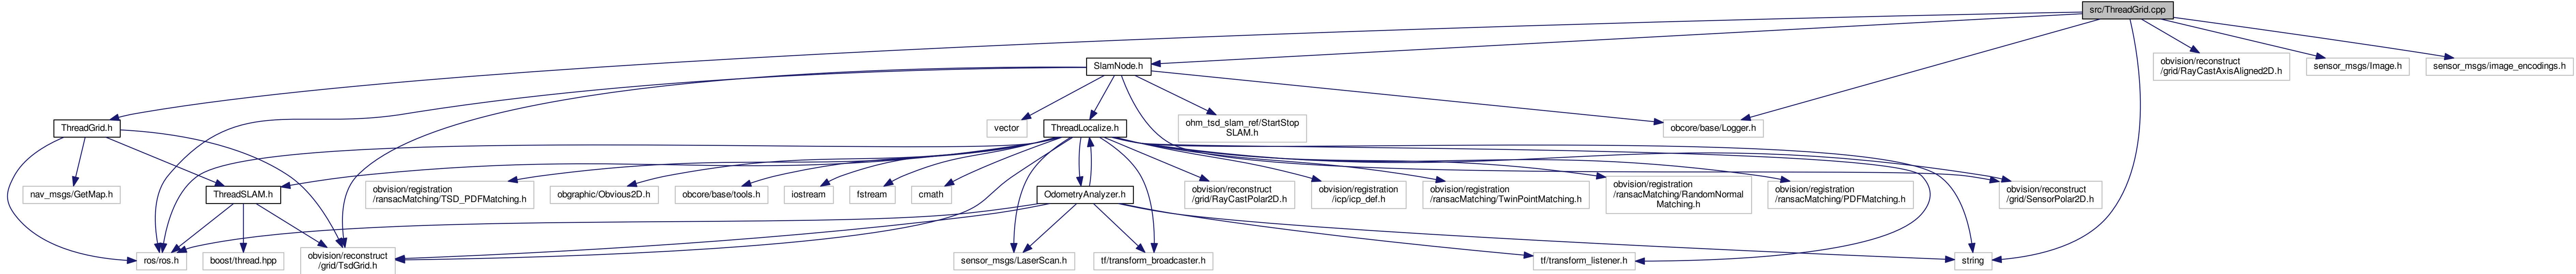 src/ThreadGrid.cpp
SlamNode.h
obvision/reconstruct
/grid/RayCastAxisAligned2D.h
sensor_msgs/Image.h
sensor_msgs/image_encodings.h
ThreadGrid.h
vector
ThreadLocalize.h
ohm_tsd_slam_ref/StartStop
SLAM.h
obcore/base/Logger.h
nav_msgs/GetMap.h
ThreadSLAM.h
obvision/registration
/ransacMatching/TSD_PDFMatching.h
obgraphic/Obvious2D.h
obcore/base/tools.h
iostream
fstream
cmath
OdometryAnalyzer.h
obvision/reconstruct
/grid/RayCastPolar2D.h
obvision/registration
/icp/icp_def.h
obvision/registration
/ransacMatching/TwinPointMatching.h
obvision/registration
/ransacMatching/RandomNormal
Matching.h
obvision/registration
/ransacMatching/PDFMatching.h
obvision/reconstruct
/grid/SensorPolar2D.h
ros/ros.h
boost/thread.hpp
obvision/reconstruct
/grid/TsdGrid.h
sensor_msgs/LaserScan.h
tf/transform_broadcaster.h
tf/transform_listener.h
string